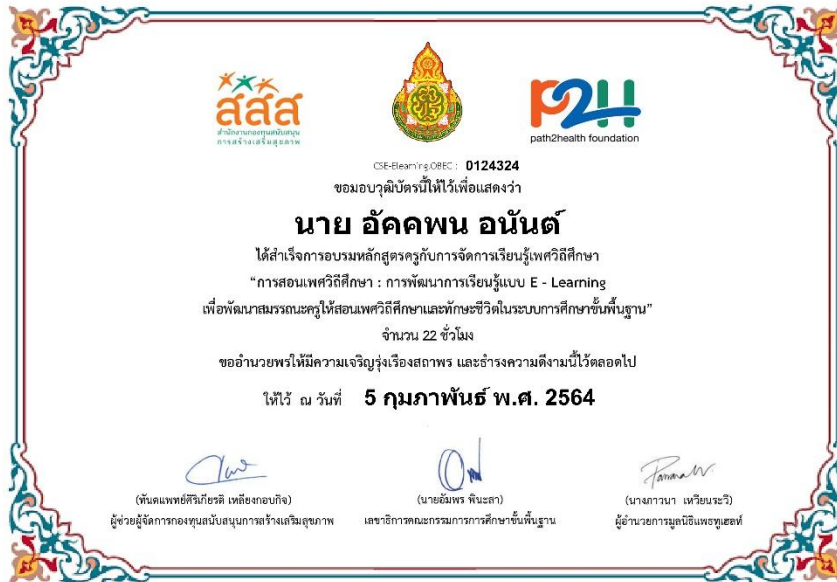 สสส
สำนักงานกองทุนสนับสนุน
การสร้างเสริมสุขภาพ
P2H
path2health foundation
CSE-Elearning,OBEC : 0124324
ขอมอบวุฒิบัตรนี้ให้ไว้เพื่อแสดงว่า
นาย อัคคพน อนันต์
ได้สำเร็จการอบรมหลักสูตรครูกับการจัดการเรียนรู้เพศวิถีศึกษา
“การสอนเพศวิถีศึกษา : การพัฒนาการเรียนรู้แบบ E - Learning
เพื่อพัฒนาสมรรถนะครูให้สอนเพศวิถีศึกษาและทักษะชีวิตในระบบการศึกษาขั้นพื้นฐาน”
จำนวน 22 ชั่วโมง
ขออำนวยพรให้มีความเจริญรุ่งเรืองสถาพร และธำรงความดีงามนี้ไว้ตลอดไป
ให้ไว้ ณ วันที่ 5 กุมภาพันธ์ พ.ศ. 2564
(ทันตแพทย์ศิริเกียรติ เหลียงกอบกิจ)
ผู้ช่วยผู้จัดการกองทุนสนับสนุนการสร้างเสริมสุขภาพ
(นายอัมพร พินะสา)
เลขาธิการคณะกรรมการการศึกษาขั้นพื้นฐาน
(นางภาวนา เหวียนระวี)
ผู้อำนวยการมูลนิธิแพธทูเฮลท์